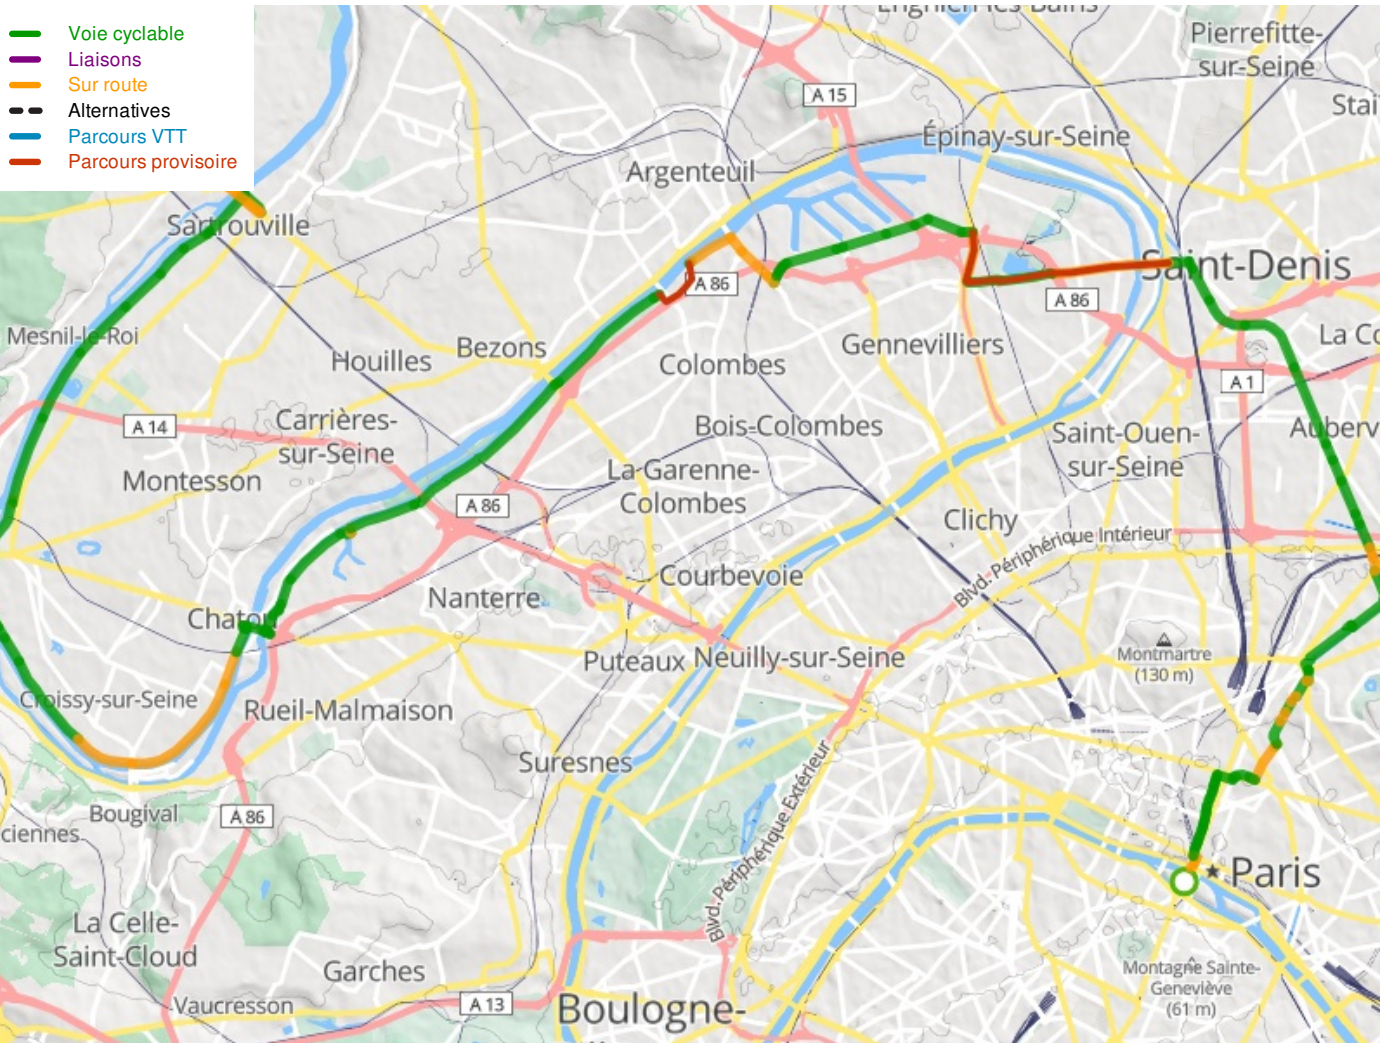 Voie cyclable
Liaisons
Sur route
Alternatives
Parcours VTT
Parcours provisoire
Pierrefitte-
sur-Seine
A 15
Épinay-sur-Seine
Argenteuil
Sartrouville
Saint-Denis
A 86
A 86
Mesnil-le-Roi
Houilles
Bezons
Colombes
Gennevilliers
A 1
A 14
Carrières-
sur-Seine
Bois-Colombes
Saint-Ouen-
sur-Seine
Montesson
La Garenne-
Colombes
A 86
Clichy
Blvd. Périphérique Intérieur
Courbevoie
Nanterre
Chatou
Puteaux
Neuilly-sur-Seine
Montmartre
(130 m)
Croissy-sur-Seine
Rueil-Malmaison
Suresnes
Blvd. Périphérique Extérieur
Bougival
A 86
ciennes
Paris
La Celle-
Saint-Cloud
Garches
Montagne Sainte-
Geneviève
(61 m)
Vaucresson
A 13
Boulogne-